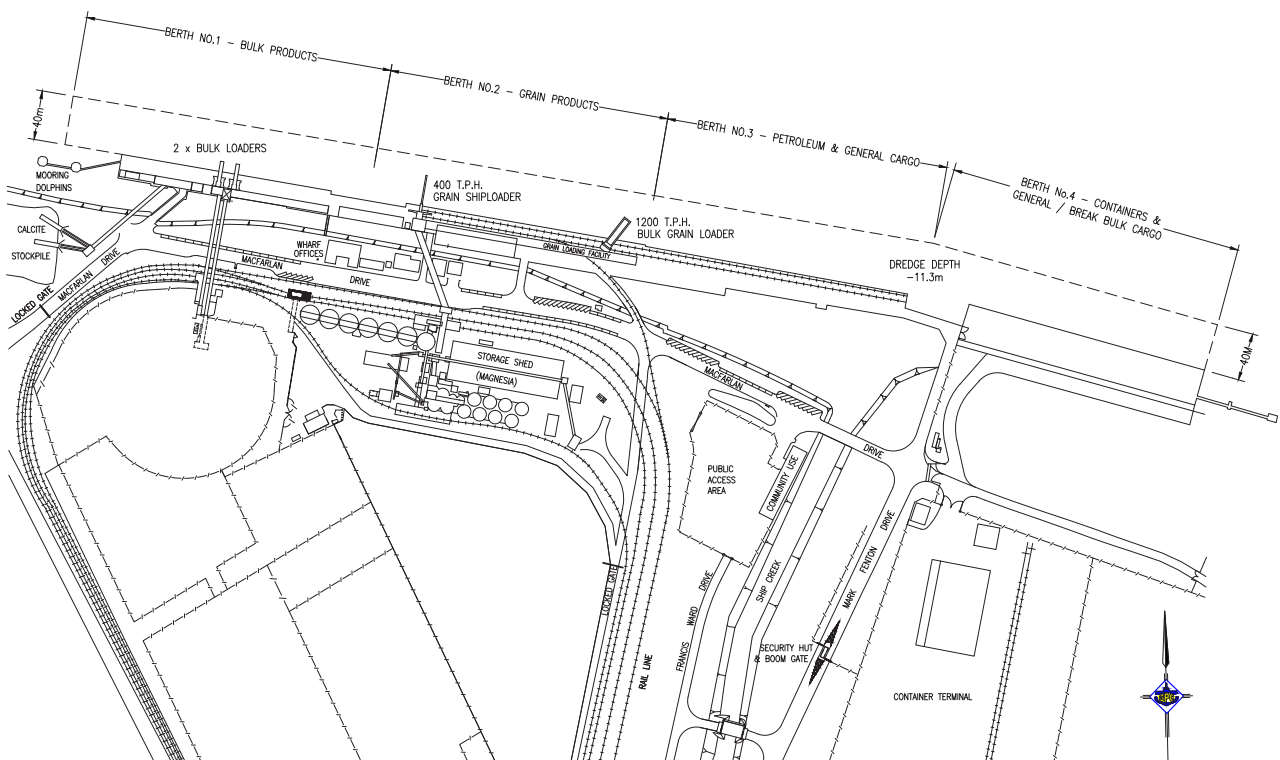 BERTH NO.1 - BULK PRODUCTS
BERTH NO.2 - GRAIN PRODUCTS
BERTH NO.3 - PETROLEUM & GENERAL CARGO
BERTH No.4 - CONTAINERS &
GENERAL / BREAK BULK CARGO
40m
2 x BULK LOADERS
MOORING
DOLPHINS
400 T.P.H.
GRAIN SHIPLOADER
1200 T.P.H.
BULK GRAIN LOADER
CALCITE
STOCKPILE
WHARF
OFFICES
GRAIN LOADING FACILITY
DREDGE DEPTH
-11.3m
MACFARLAN DRIVE
MACFARLAN
DRIVE
LOCKED GATE
40M
STORAGE SHED
(MAGNESIA)
MACFARLAN
DRIVE
PUBLIC
ACCESS
AREA
COMMUNITY USE
MARK FENTON DRIVE
SHIP CREEK
FRANCIS WARD DRIVE
LOCKED GATE
RAIL LINE
SECURITY HUT
& BOOM GATE
CONTAINER TERMINAL